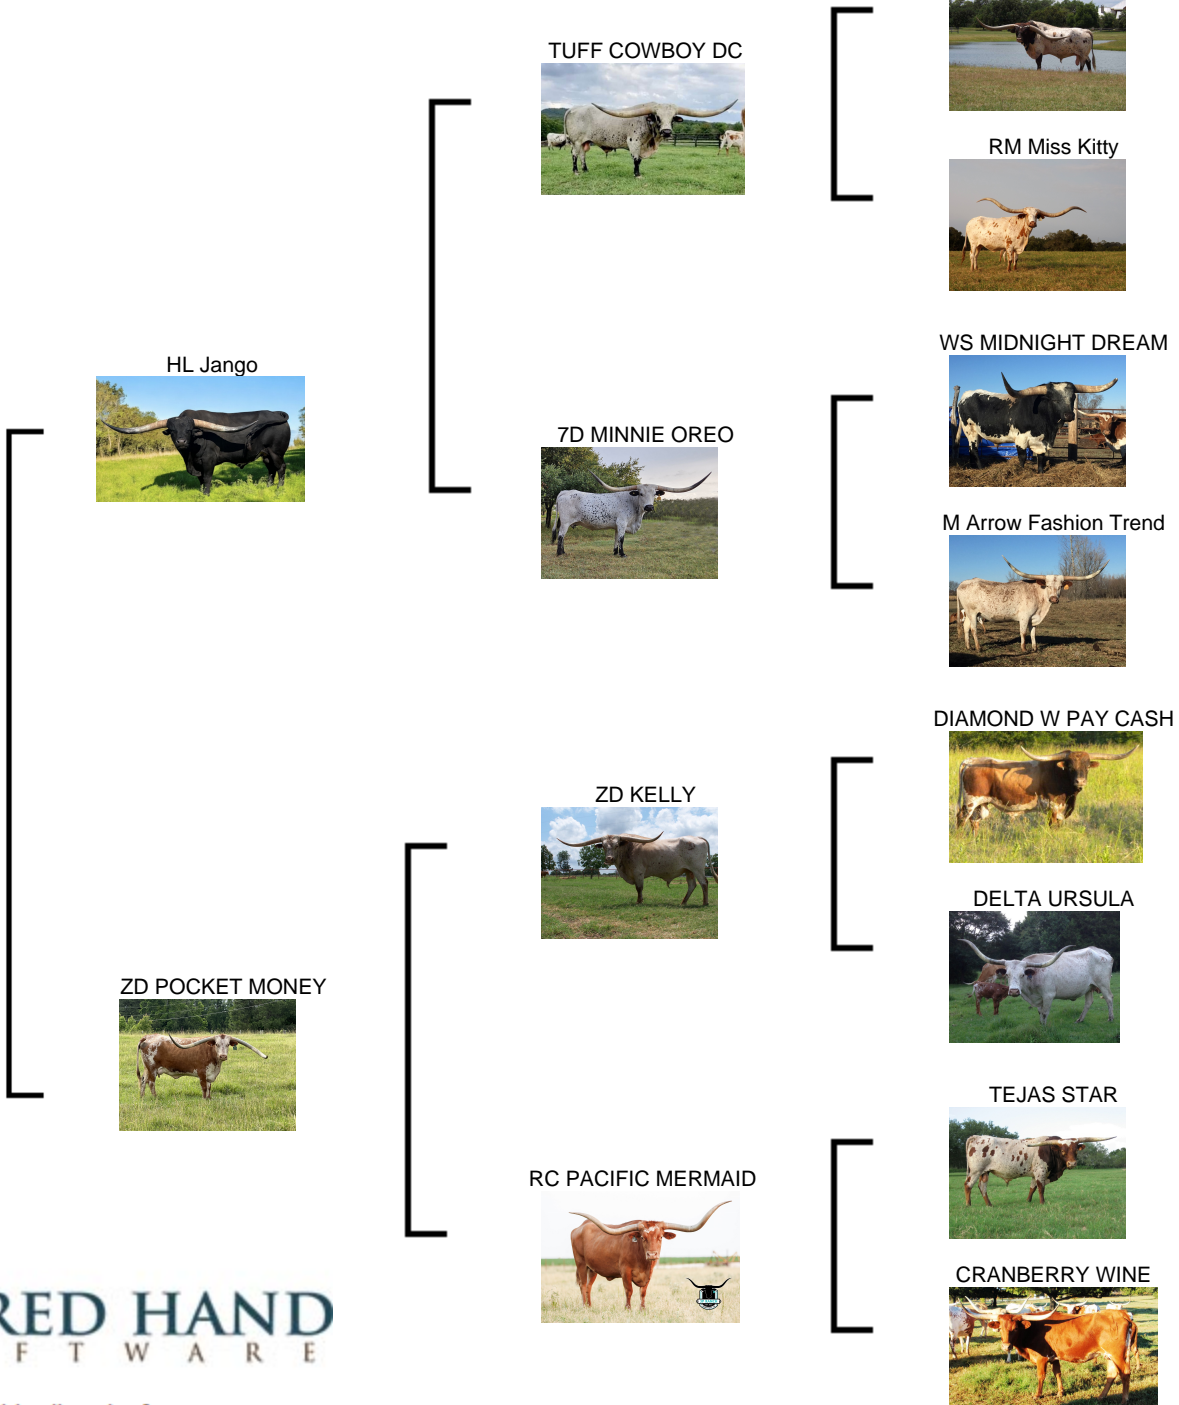 TUFF COWBOY DC
RM Miss Kitty
WS MIDNIGHT DREAM
HL Jango
7D MINNIE OREO
M Arrow Fashion Trend
DIAMOND W PAY CASH
ZD KELLY
DELTA URSULA
ZD POCKET MONEY
TEJAS STAR
RC PACIFIC MERMAID
CRANBERRY WINE
RED HAND
F T W A R E